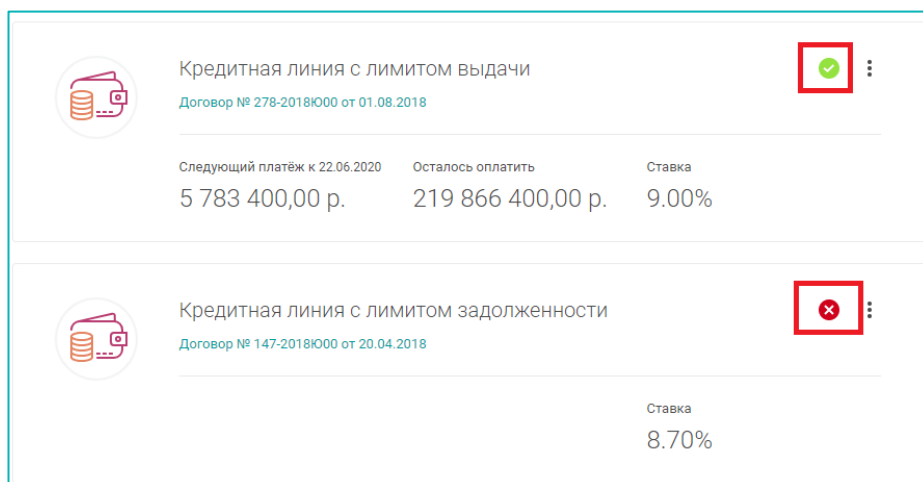 Кредитная линия с лимитом выдачи
Договор № 278-2018Ю00 от 01.08.2018
Следующий платёж к 22.06.2020 Осталось оплатить Ставка
5 783 400,00 р. 219 866 400,00 р. 9.00%
Кредитная линия с лимитом задолженности
Договор № 147-2018Ю00 от 20.04.2018
Ставка
8.70%